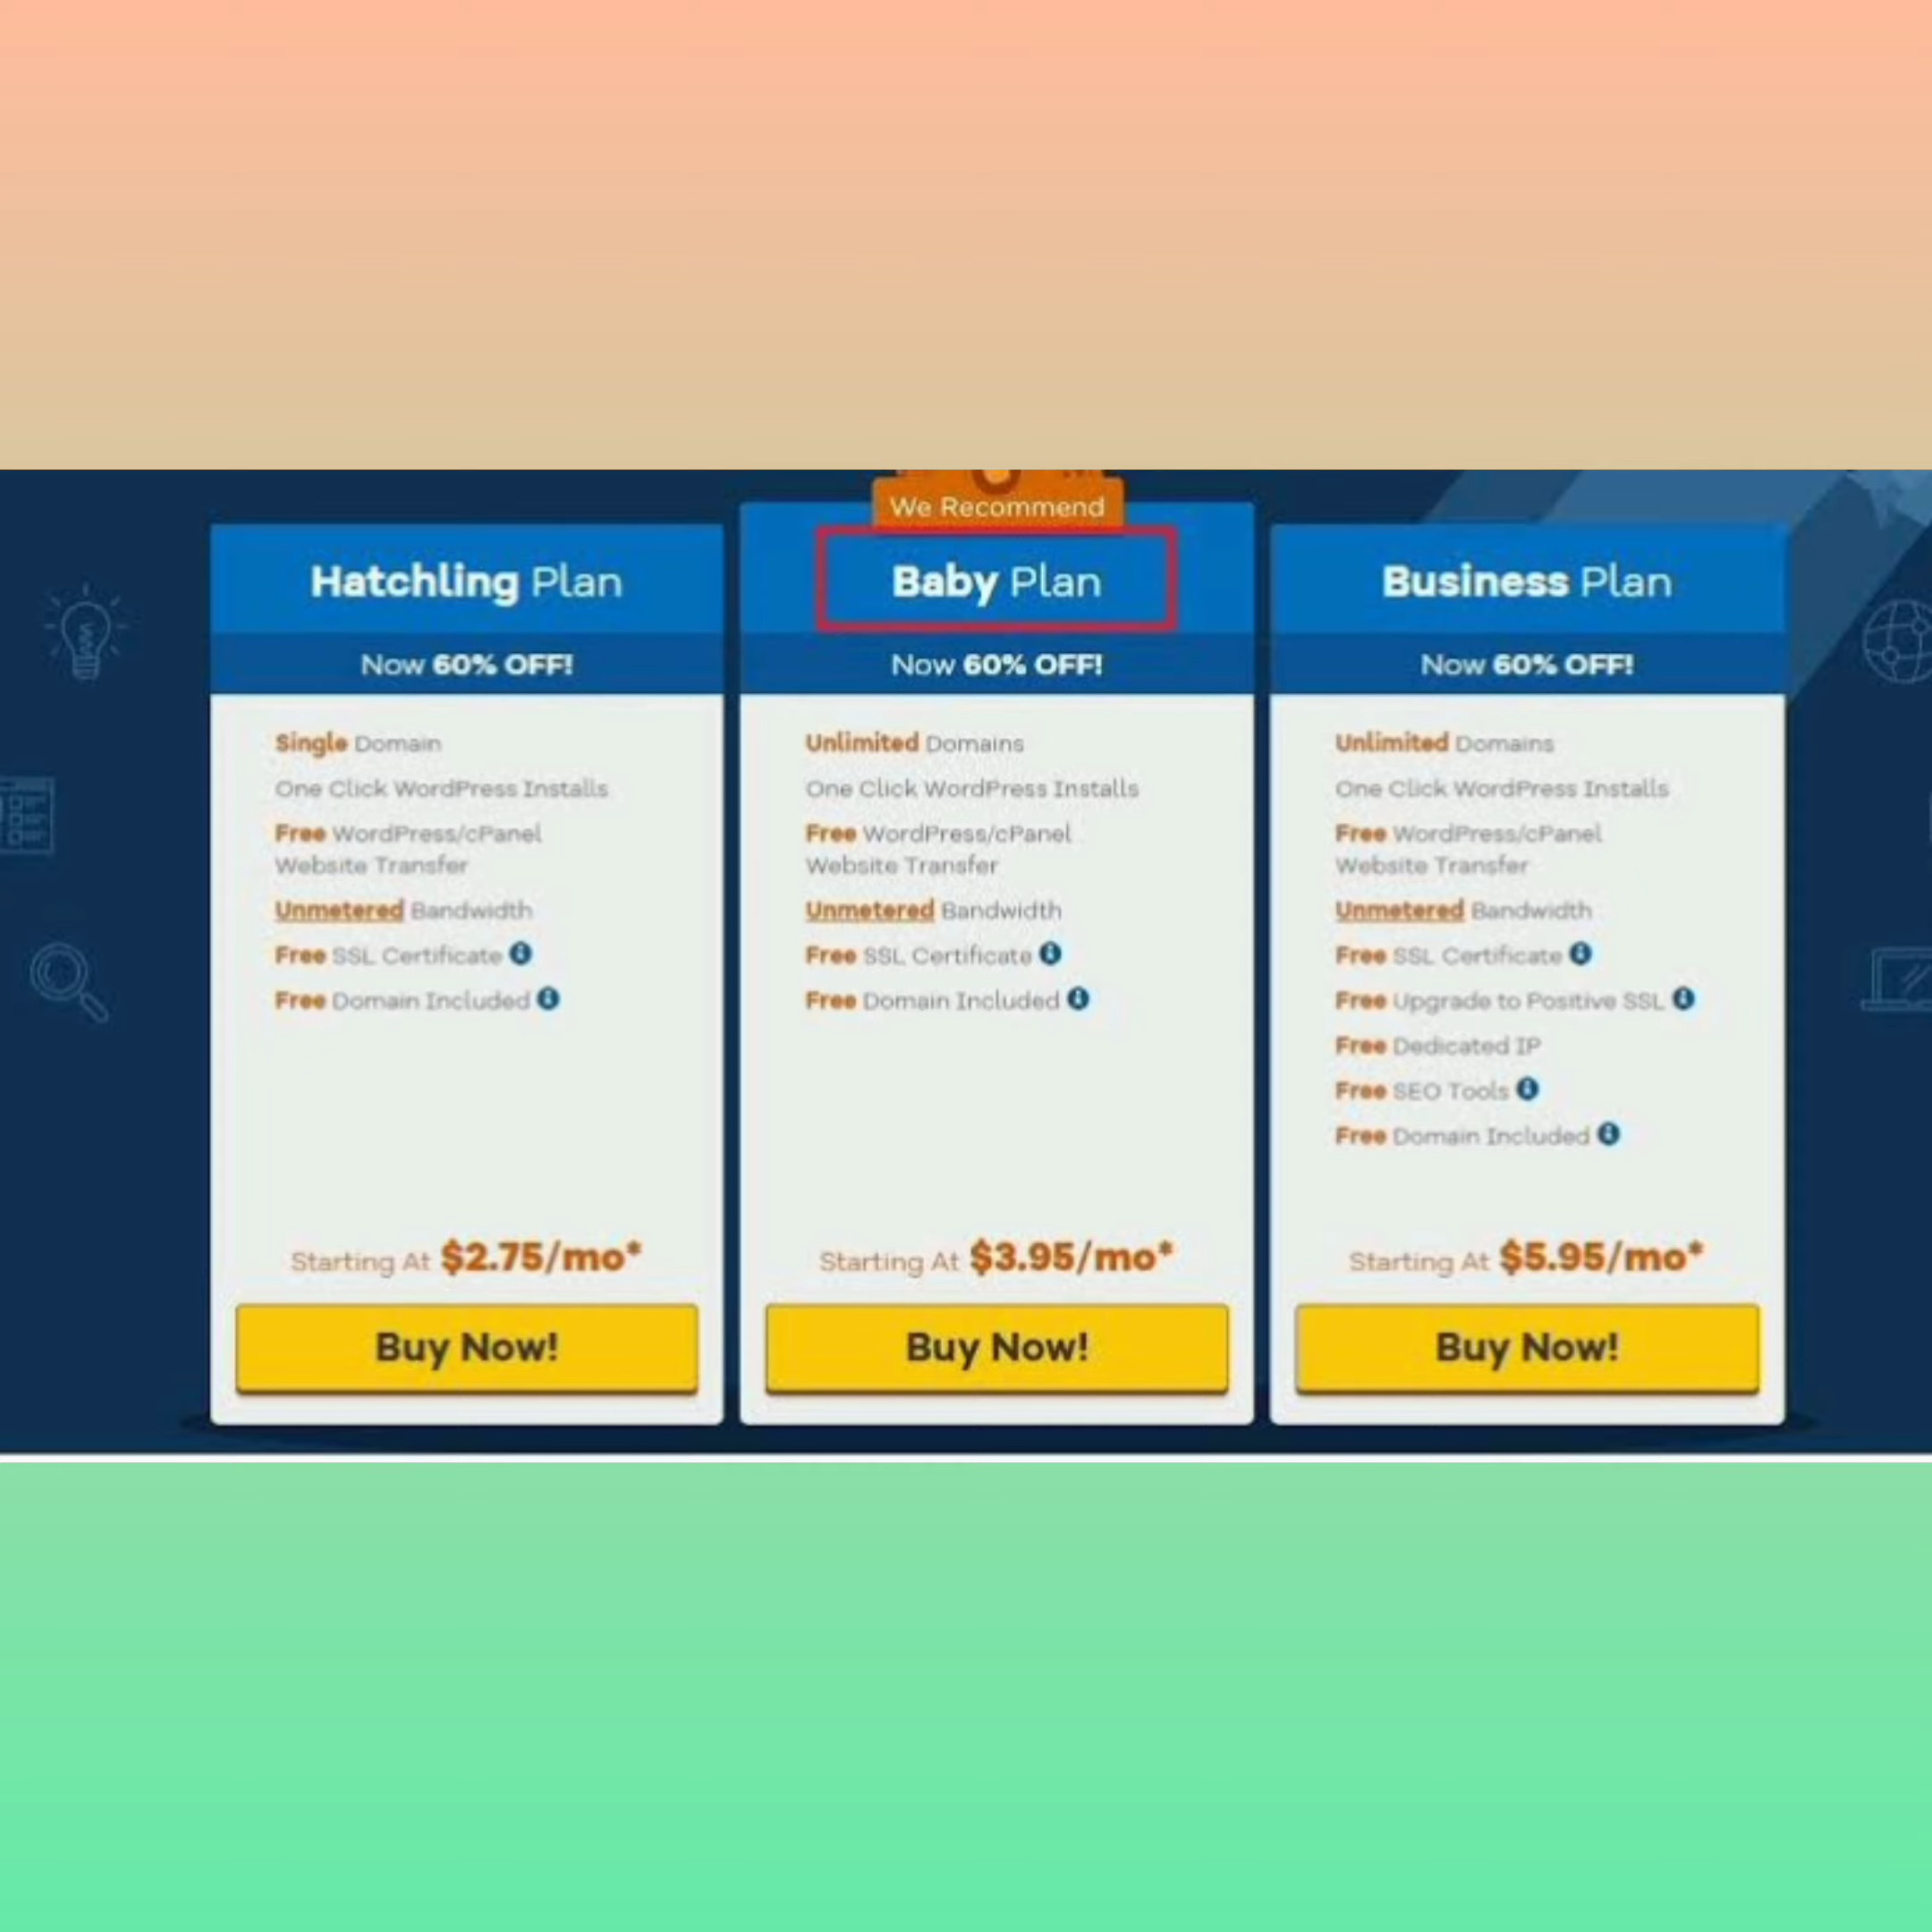 We Recommend
Hatchling Plan
Now 60% OFF!
Single Domain
One Click WordPress Installs
Free WordPress/cPanel
Website Transfer
Unmetered Bandwidth
Free SSL Certificate
Free Domain Included
Starting At $2.75/mo*
Buy Now!
Baby Plan
Now 60% OFF!
Unlimited Domains
One Click WordPress Installs
Free WordPress/cPanel
Website Transfer
Unmetered Bandwidth
Free SSL Certificate
Free Domain Included
Starting At $3.95/mo*
Buy Now!
Business Plan
Now 60% OFF!
Unlimited Domains
One Click WordPress Installs
Free WordPress/cPanel
Website Transfer
Unmetered Bandwidth
Free SSL Certificate
Free Upgrade to Positive SSL
Free Dedicated IP
Free SEO Tools
Free Domain Included
Starting At $5.95/mo*
Buy Now!